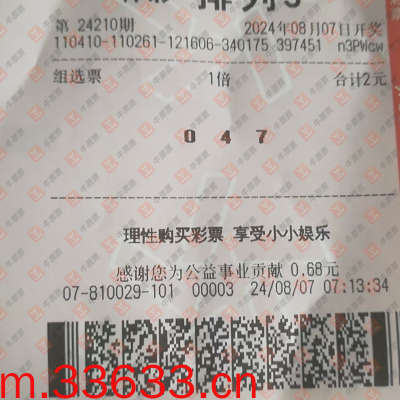 排列3
第 24210期 2024年08月07日开奖
110410-110261-121606-340175 397451 n3PWcw
组选票 1倍 合计2元
0 4 7
理性购买彩票 享受小小娱乐
感谢您为公益事业贡献 0.68元
07-810029-101 00003 24/08/07 07:13:34
m.33633.cn